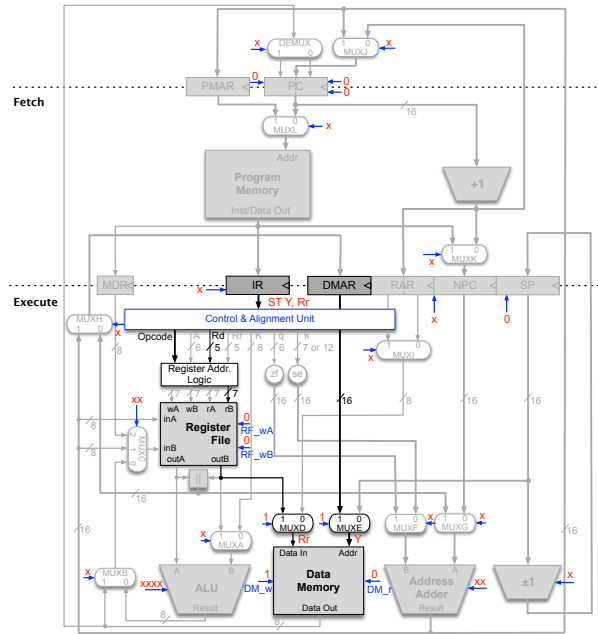 x
DEMUX
1 0
1 0
MUXJ
x
PMAR
0
PC
0
0
Fetch
1 0
MUXL
x
16
Addr
Program
Memory
Inst/Data Out
+1
1 0
MUXK
x
MDR
IR
DMAR
RAR
NPC
SP
x
ST Y, Rr
x
0
Execute
MUXH
1 0
x
Control & Alignment Unit
8
Opcode
A
6
Rd
5
Rr
5
K
8
q
6
k
7 or 12
1 0
MUXI
x
Register Addr.
Logic
zf
se
7
7
7
7
16
16
16
8
16
16
xx
wA wB rA rB
inA
Register
File
inB
outA outB
0
RF_wA
0
RF_wB
8
8
2
1
0
MUXC
||
16
16
16
1 0
MUXA
x
1
1 0
MUXD
Rr
1
1 0
MUXE
Y
1 0
MUXF
x
1 0
MUXG
x
x
MUXB
1 0
xxxx
A B
ALU
Result
8
1
DM_w
Data In Addr
Data
Memory
Data Out
0
DM_r
B A
Address
Adder
Result
xx
±1
x
8
16